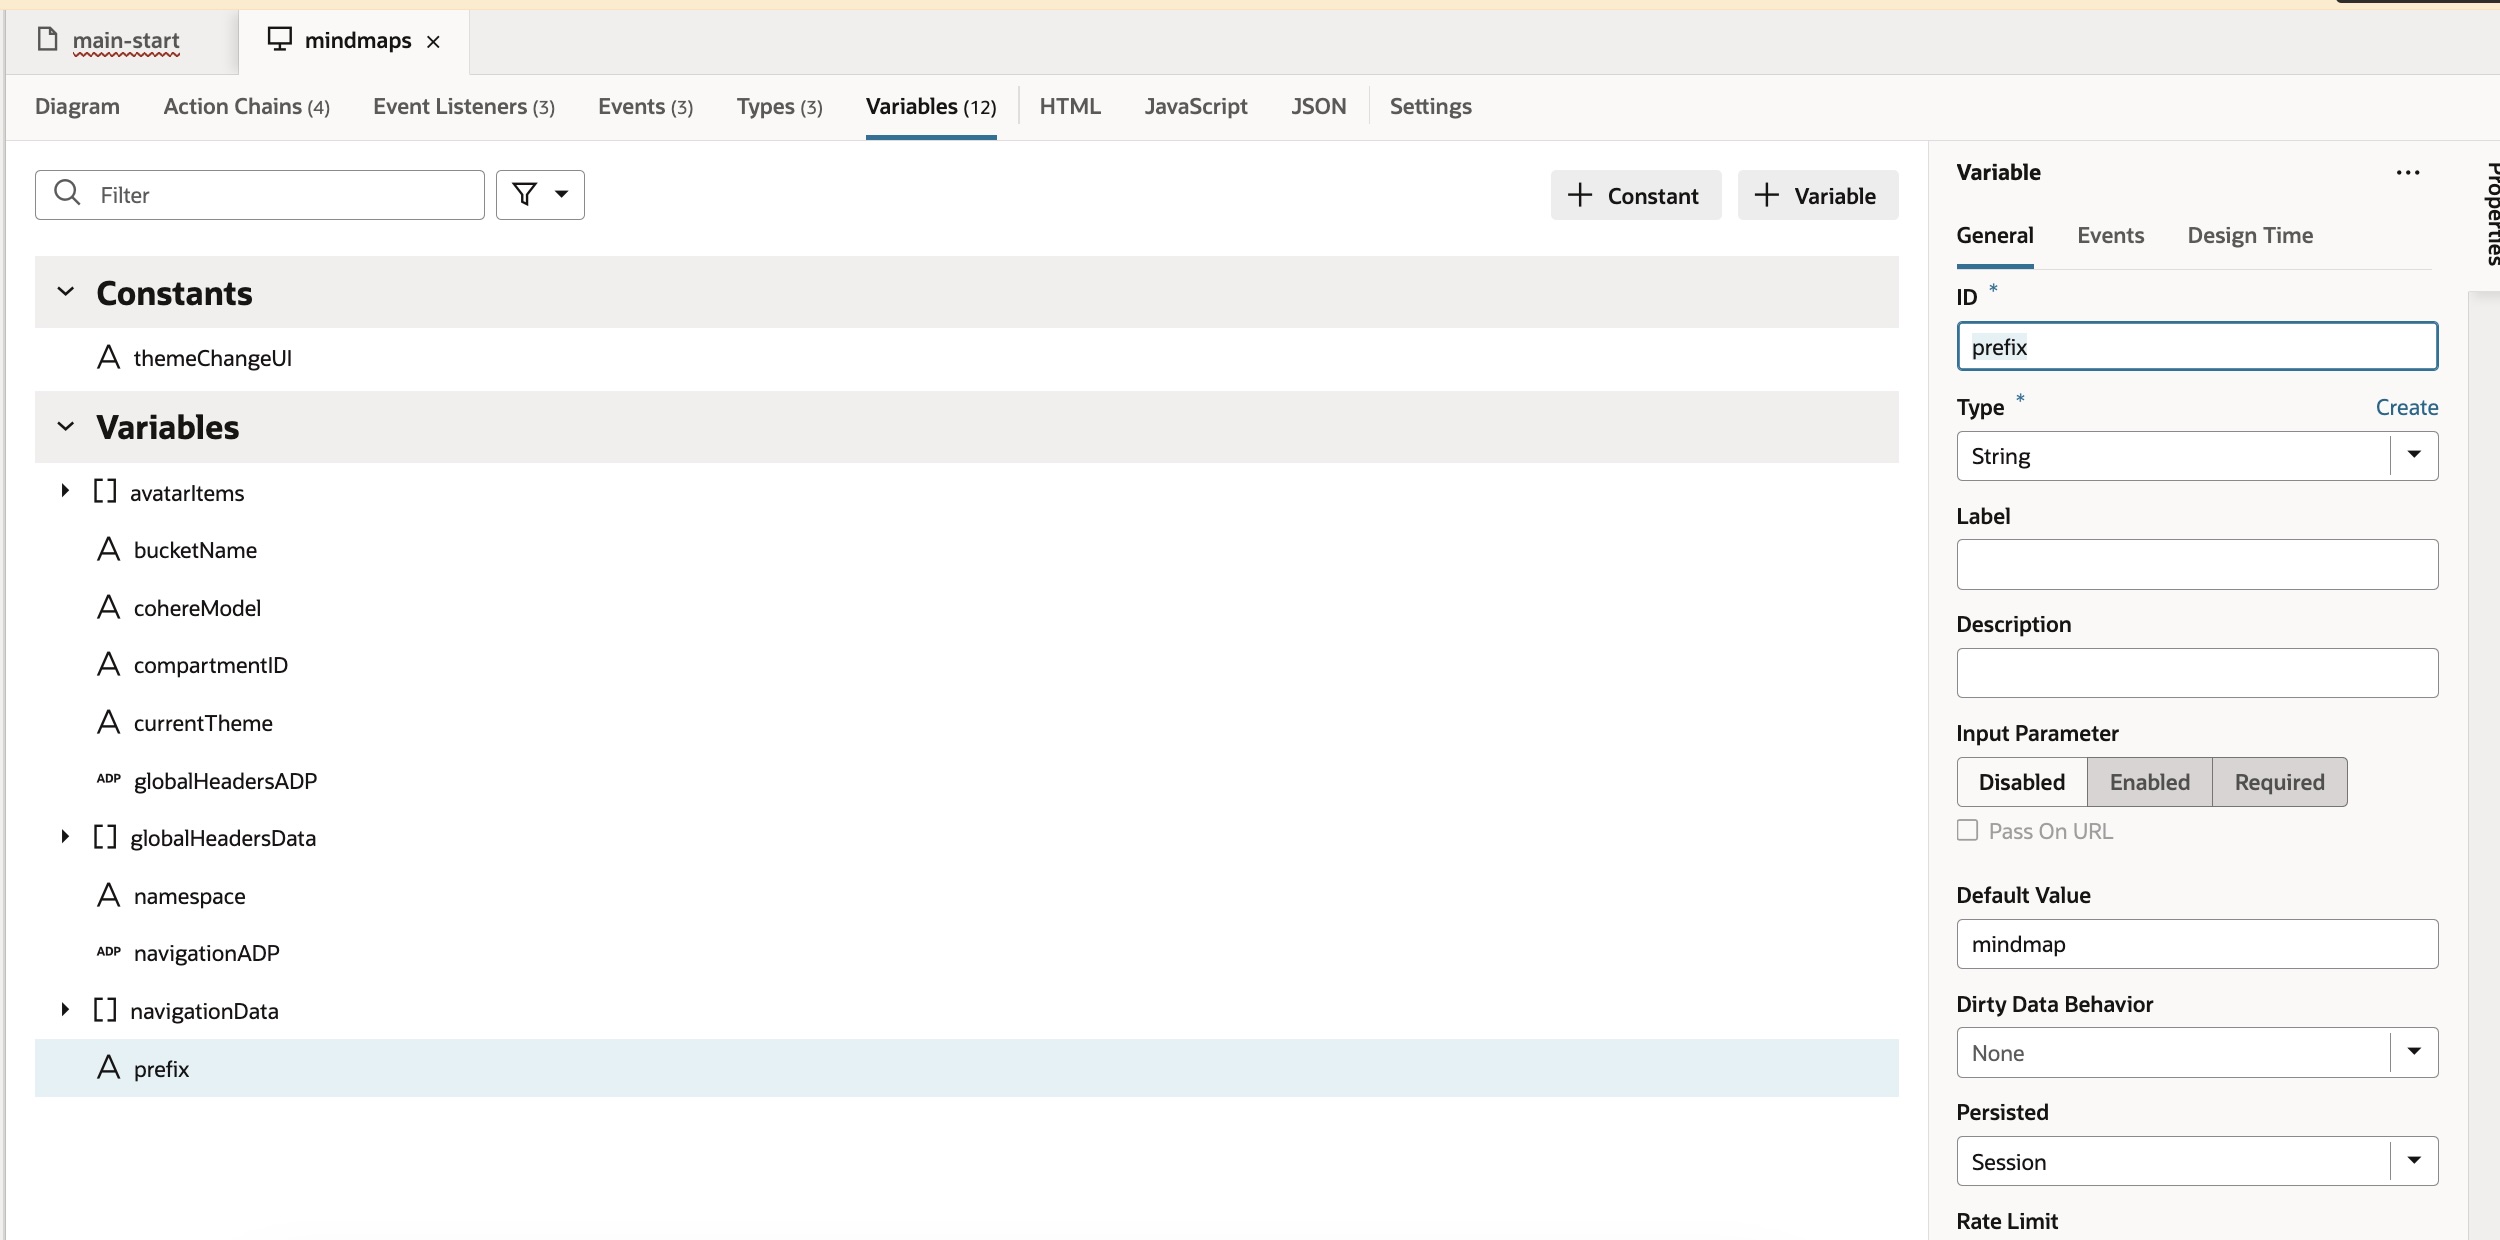 main-start
mindmaps
Diagram Action Chains (4) Event Listeners (3) Events (3) Types (3) Variables (12) HTML JavaScript JSON Settings
Filter
Constant
Variable
Constants
themeChangeUI
Variables
avatarItems
bucketName
cohereModel
compartmentID
currentTheme
ADP globalHeadersADP
globalHeadersData
namespace
ADP navigationADP
navigationData
prefix
Variable
General Events Design Time
ID *
prefix
Type * Create
String
Label
Description
Input Parameter
Disabled Enabled Required
Pass On URL
Default Value
mindmap
Dirty Data Behavior
None
Persisted
Session
Rate Limit
Properties